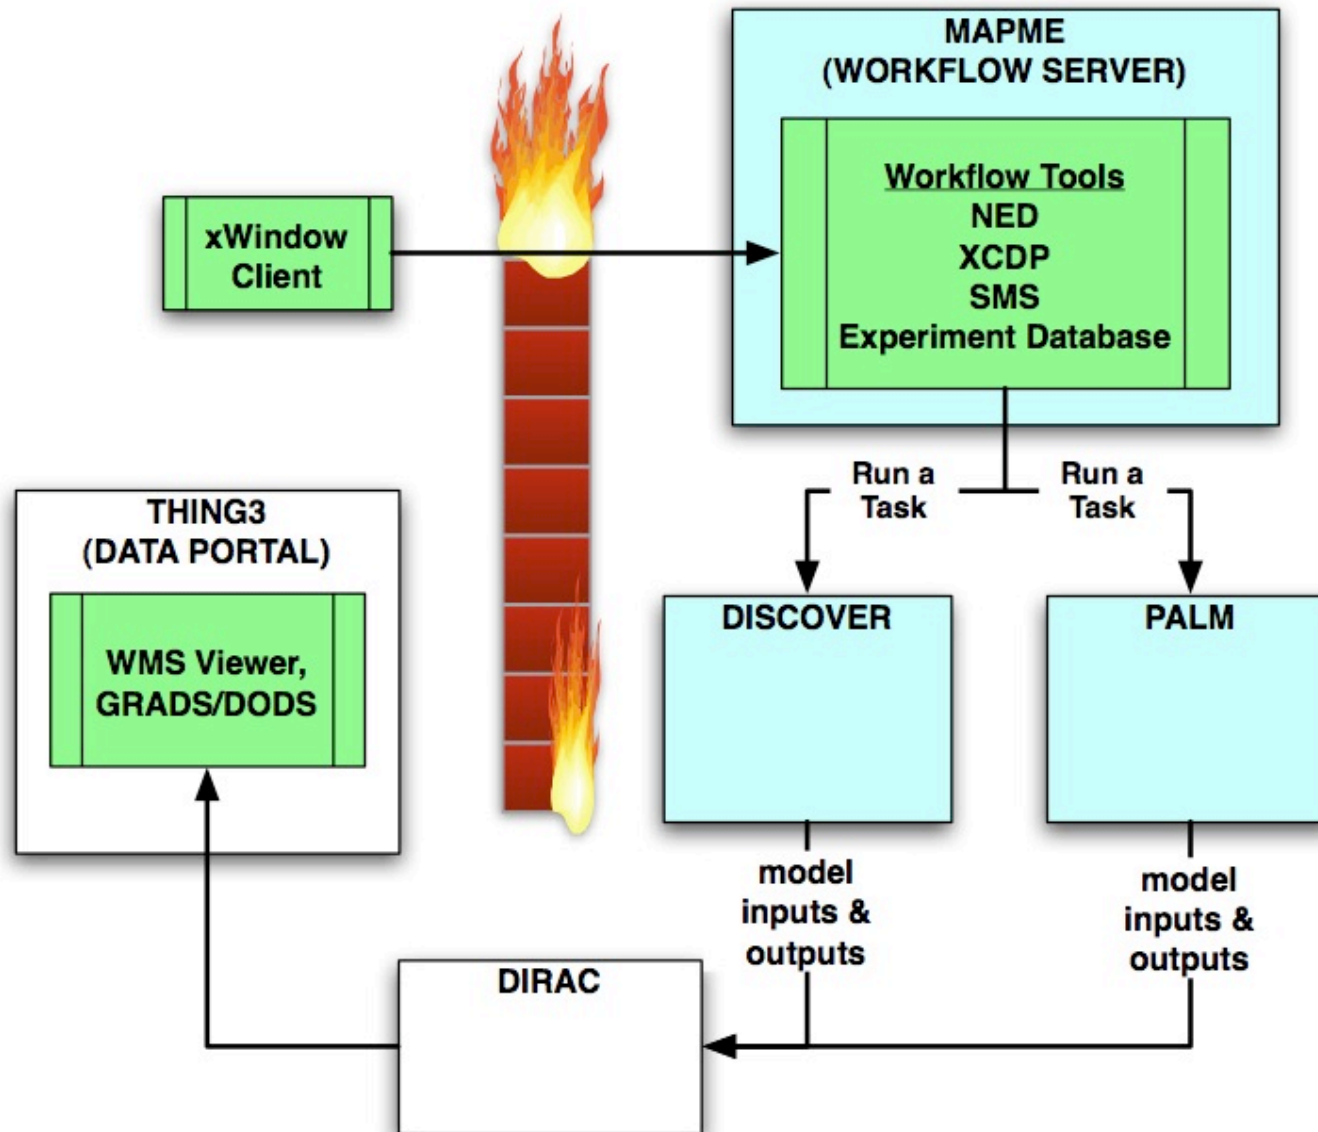 MAPME
(WORKFLOW SERVER)
Workflow Tools
NED
XCDP
SMS
Experiment Database
xWindow
Client
Run a
Task
Run a
Task
THING3
(DATA PORTAL)
WMS Viewer,
GRADS/DODS
DISCOVER
PALM
model
inputs &
outputs
model
inputs &
outputs
DIRAC